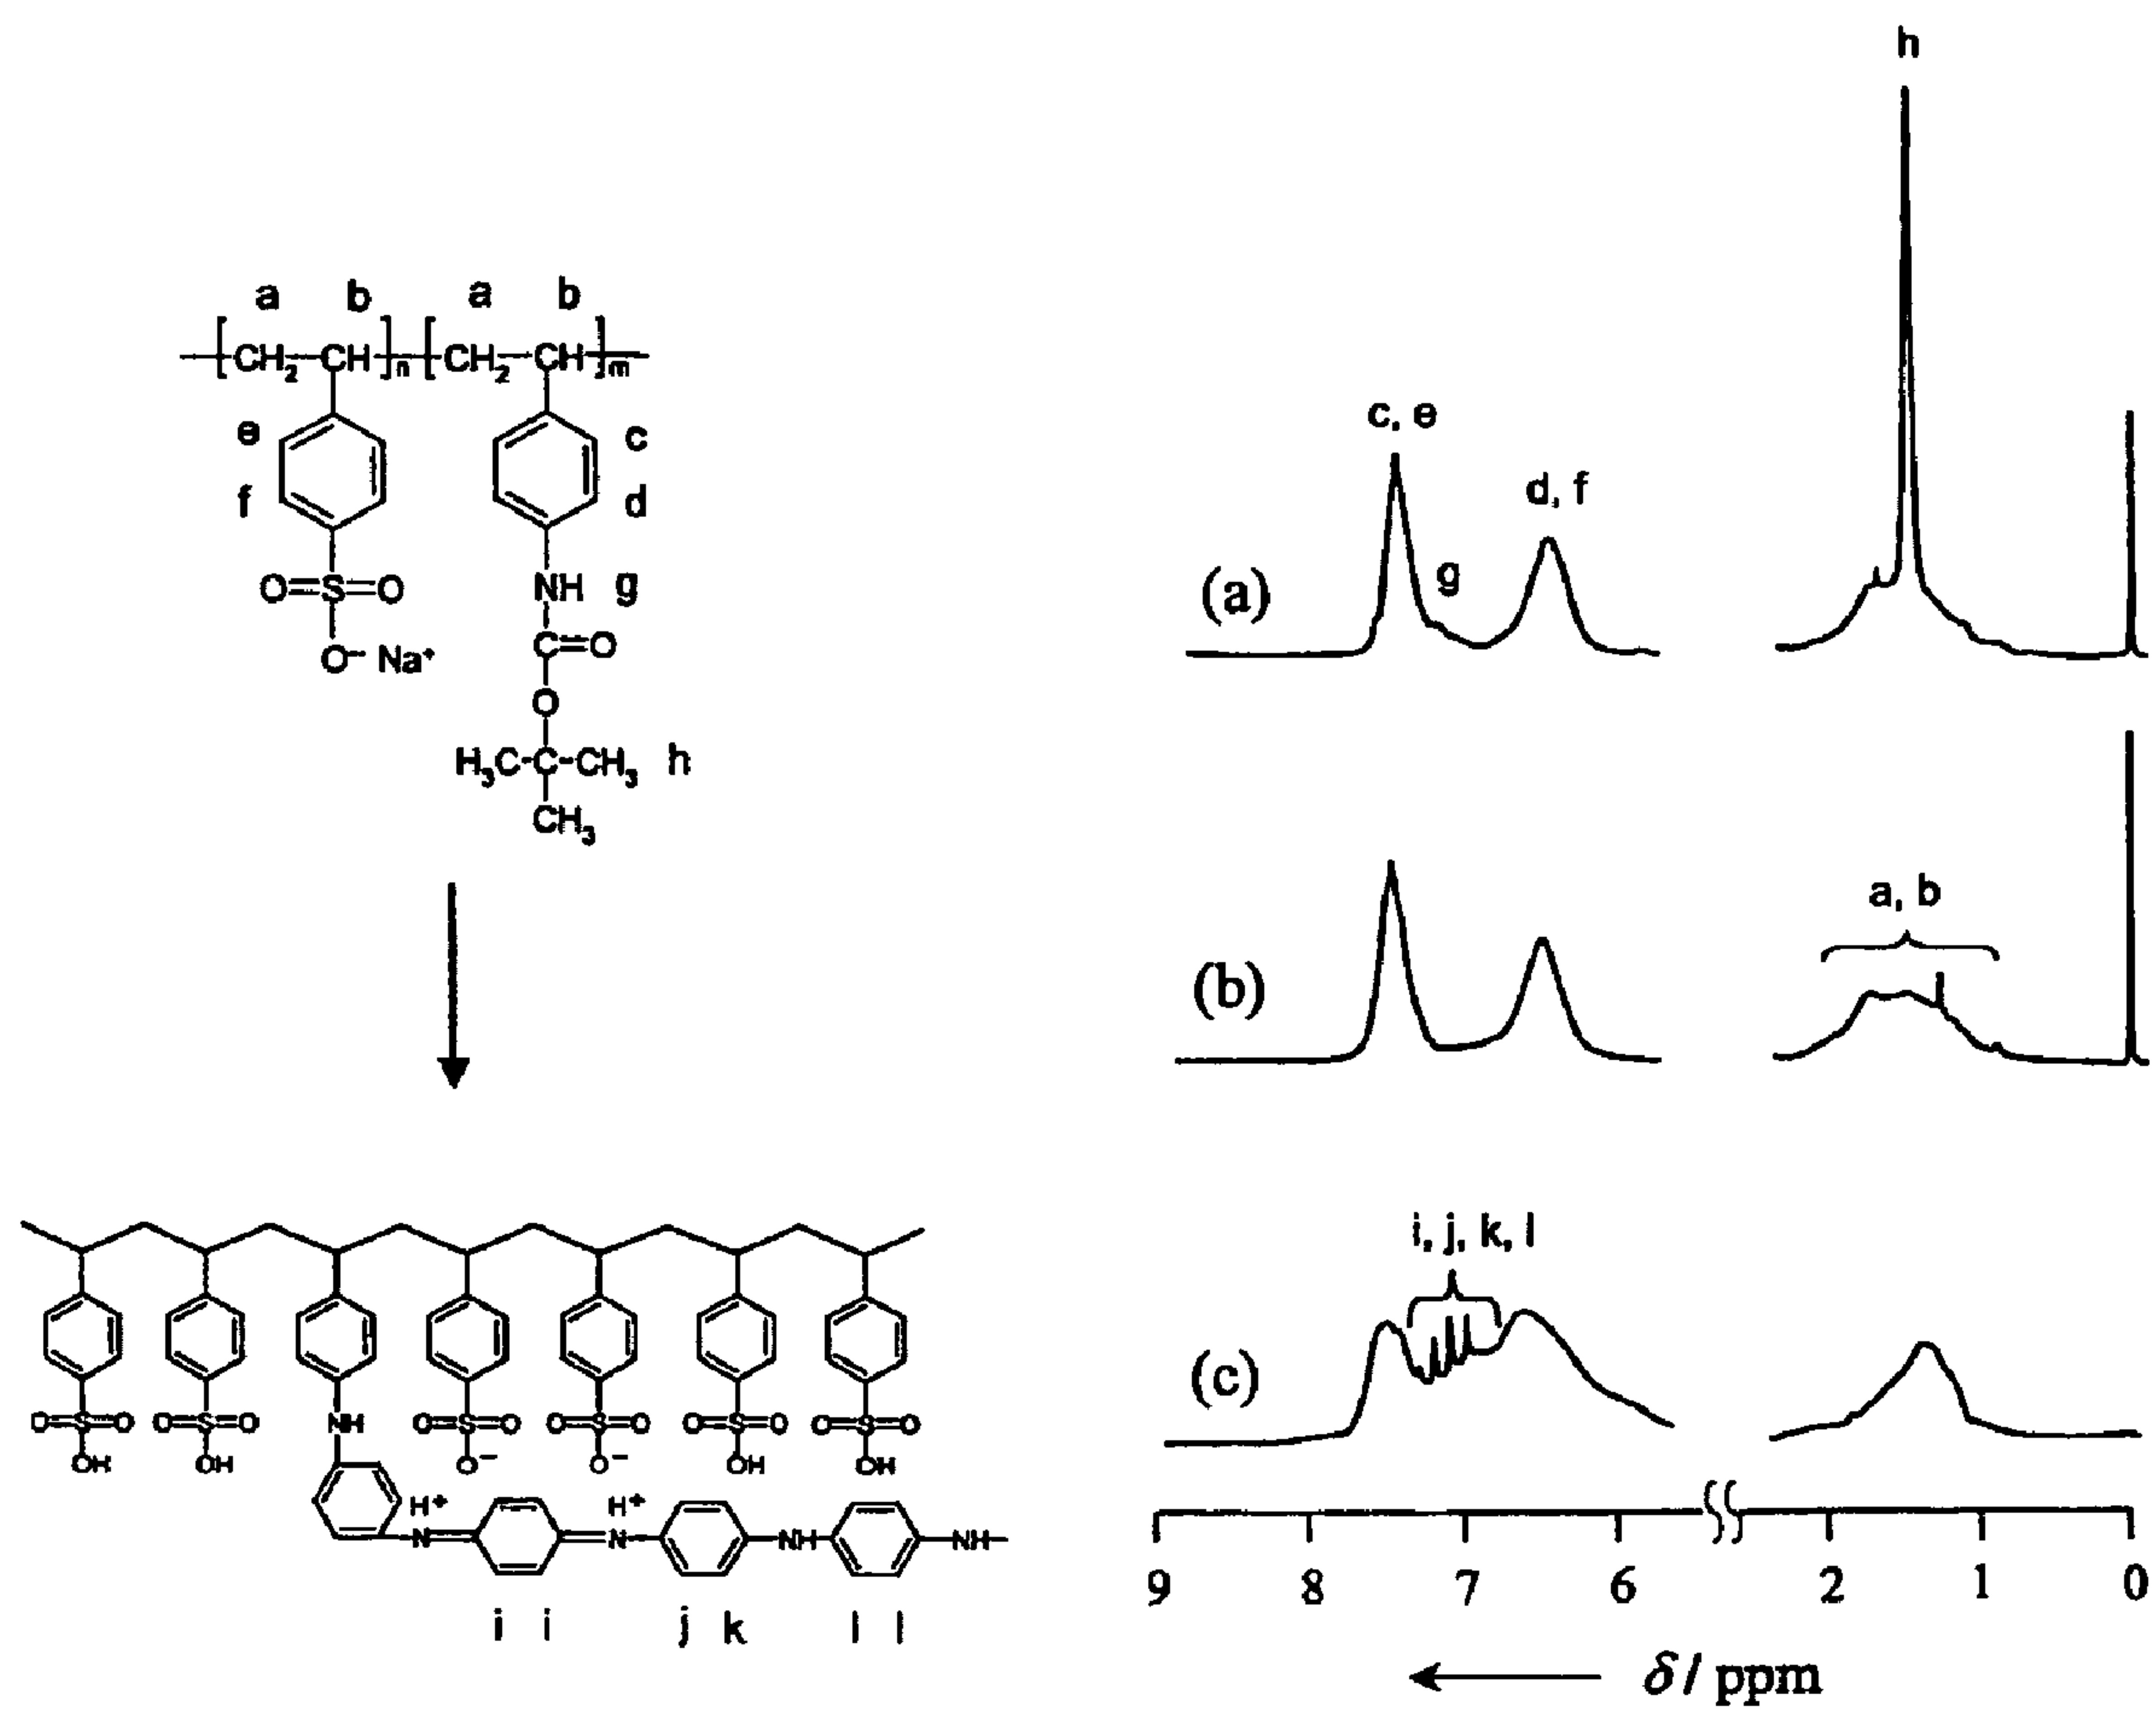 a b a b
[CH2-CH]n[CH2-CH]m
e c
f d
O=S=O NH g
O⁻ Na⁺ C=O
O
H3C-C-CH3 h
CH3
O=S=O O=S=O NH O=S=O O=S=O O=S=O O=S=O
OH OH O⁻ O⁻ OH OH
H⁺ H⁺
N N NH NH
i i j k l l
h
c, e
d, f
g
(a)
a, b
(b)
i, j, k, l
(c)
9 8 7 6 2 1 0
δ / ppm